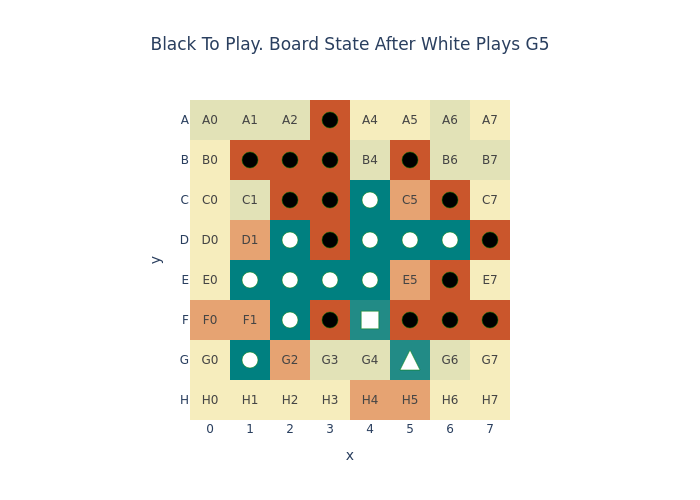 Black To Play. Board State After White Plays G5
A A0 A1 A2 A4 A5 A6 A7
B B0 B4 B6 B7
C C0 C1 C5 C7
D D0 D1
y
E E0 E5 E7
F F0 F1
G G0 G2 G3 G4 G6 G7
H H0 H1 H2 H3 H4 H5 H6 H7
0 1 2 3 4 5 6 7
x